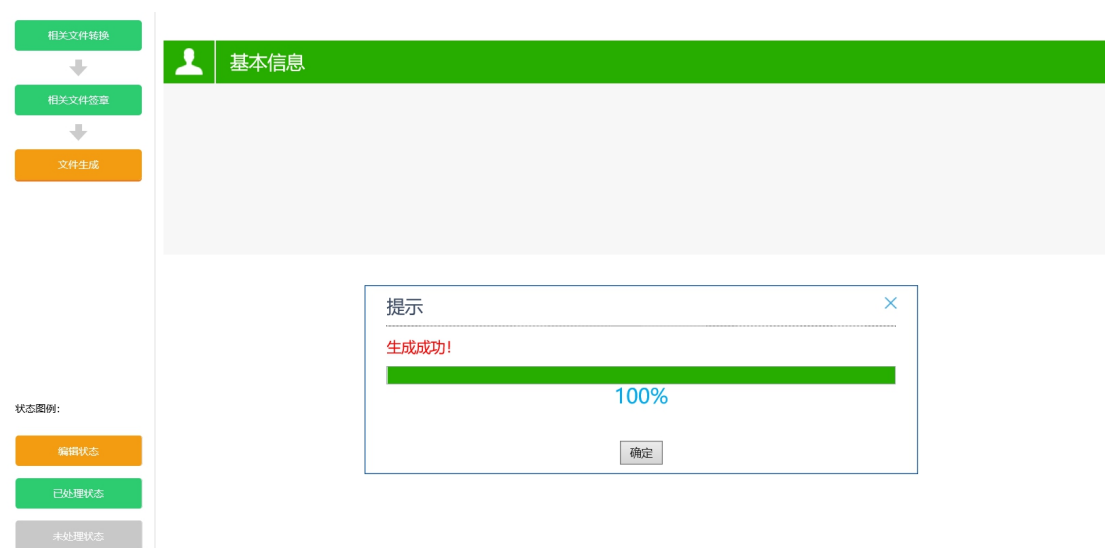 相关文件转换
相关文件签章
文件生成
基本信息
提示
生成成功!
100%
确定
状态图例:
编辑状态
已处理状态
未处理状态